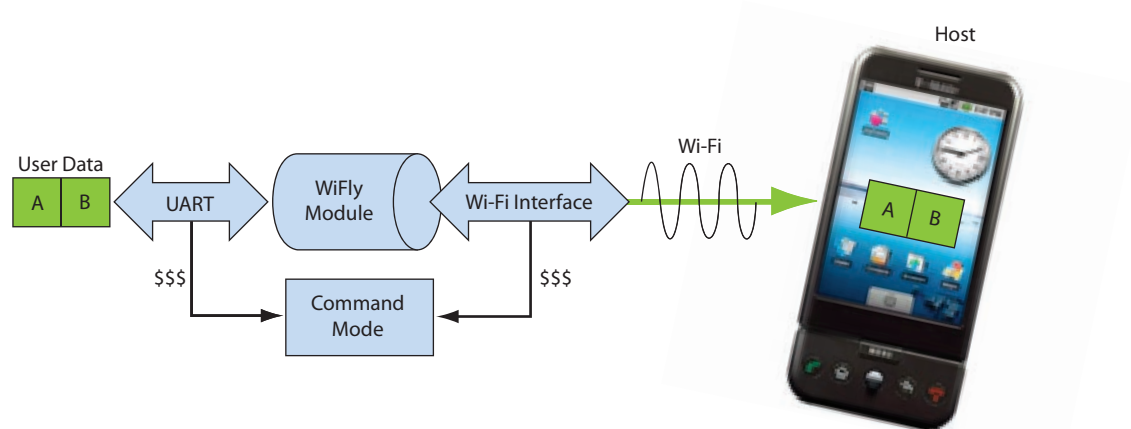 Host
User Data
A B
UART
WiFly
Module
Wi-Fi Interface
Wi-Fi
A B
$$$
$$$
Command
Mode